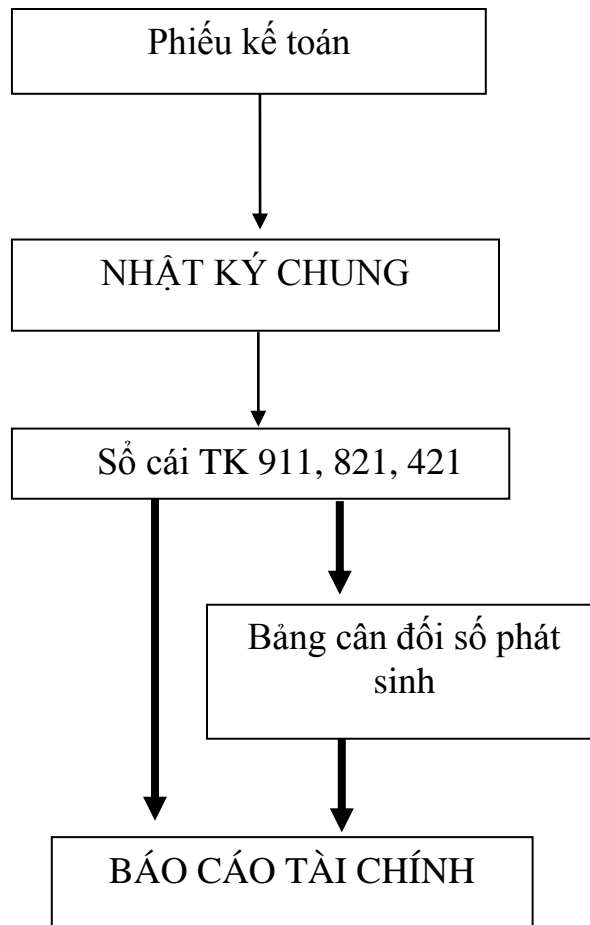 Phiếu kế toán
NHẬT KÝ CHUNG
Sổ cái TK 911, 821, 421
Bảng cân đối số phát
sinh
BÁO CÁO TÀI CHÍNH